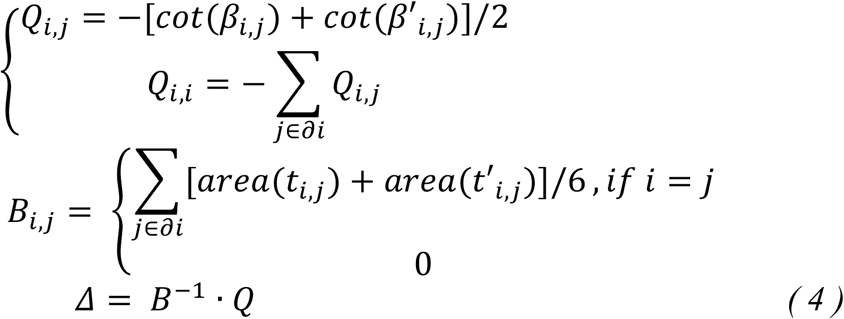 Q_{i,j} = −[cot(β_{i,j}) + cot(β′_{i,j})]/2
Q_{i,i} = − ∑_{j∈∂i} Q_{i,j}
B_{i,j} = { ∑_{j∈∂i} [area(t_{i,j}) + area(t′_{i,j})]/6 , if i = j
0
Δ = B^{−1} · Q (4)